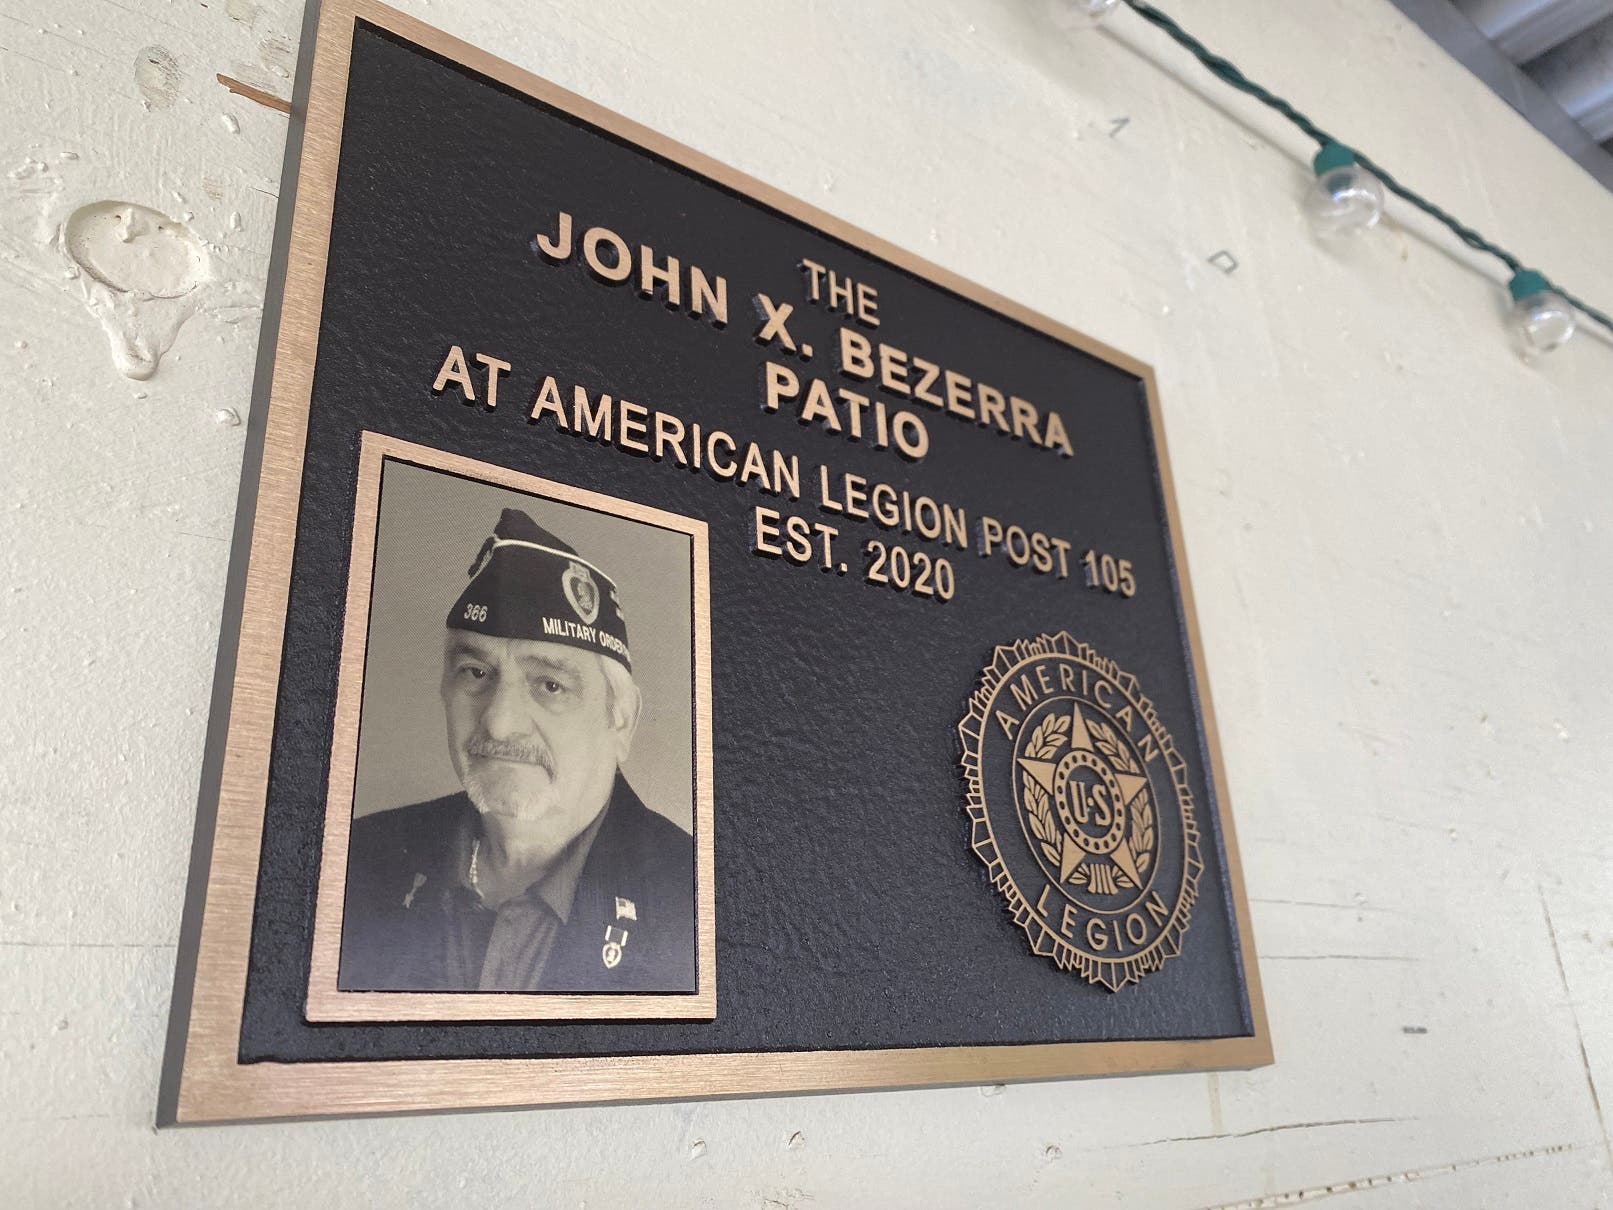 THE
JOHN X. BEZERRA
PATIO
AT AMERICAN LEGION POST 105
EST. 2020
366
MILITARY ORDER
AMERICAN
U·S
LEGION